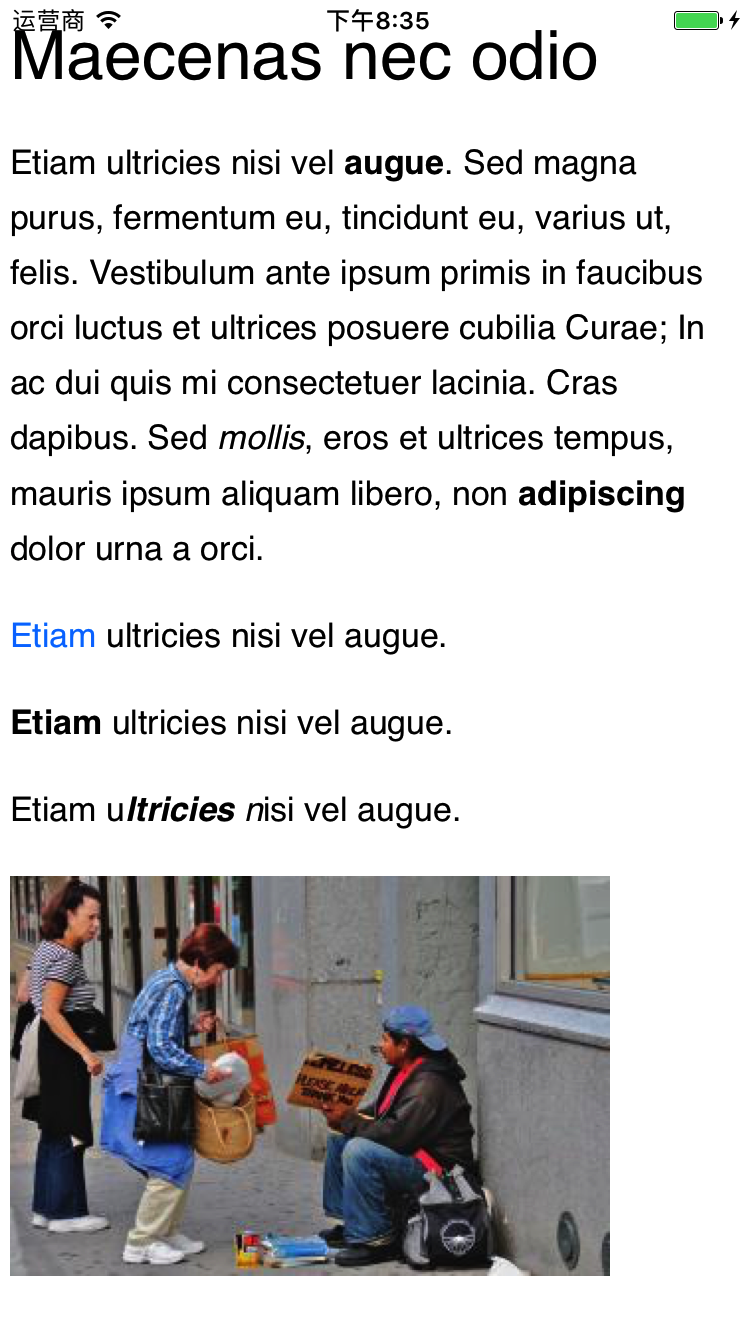 运营商 下午8:35
Maecenas nec odio
Etiam ultricies nisi vel augue. Sed magna
purus, fermentum eu, tincidunt eu, varius ut,
felis. Vestibulum ante ipsum primis in faucibus
orci luctus et ultrices posuere cubilia Curae; In
ac dui quis mi consectetuer lacinia. Cras
dapibus. Sed mollis, eros et ultrices tempus,
mauris ipsum aliquam libero, non adipiscing
dolor urna a orci.
Etiam ultricies nisi vel augue.
Etiam ultricies nisi vel augue.
Etiam ultricies nisi vel augue.
HOMELESS
PLEASE HELP
THANK YOU